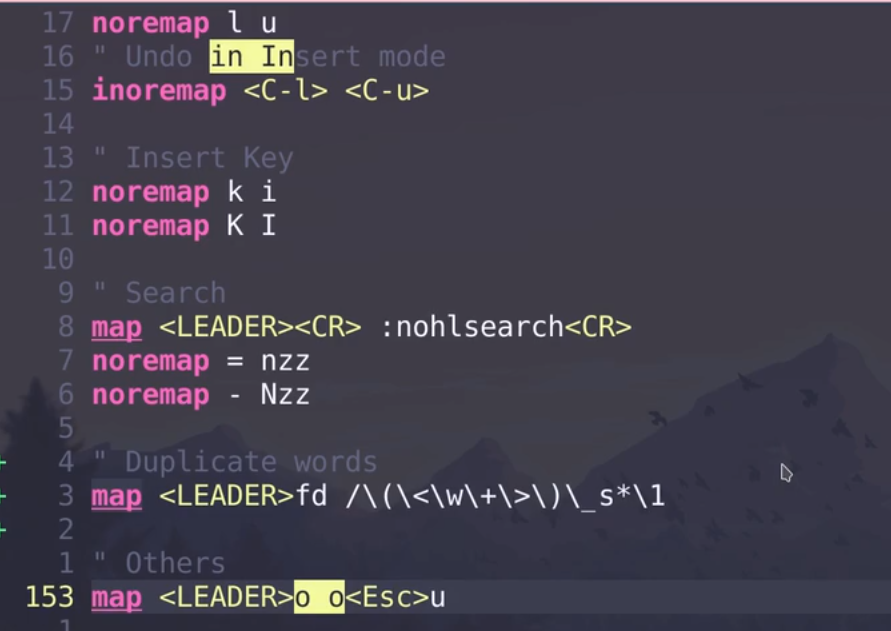 17 noremap l u
16 " Undo in Insert mode
15 inoremap <C-l> <C-u>
14
13 " Insert Key
12 noremap k i
11 noremap K I
10
9 " Search
8 map <LEADER><CR> :nohlsearch<CR>
7 noremap = nzz
6 noremap - Nzz
5
+ 4 " Duplicate words
+ 3 map <LEADER>fd /\(\<\w\+\>\)\_s*\1
+ 2
1 " Others
153 map <LEADER>o o<Esc>u
1